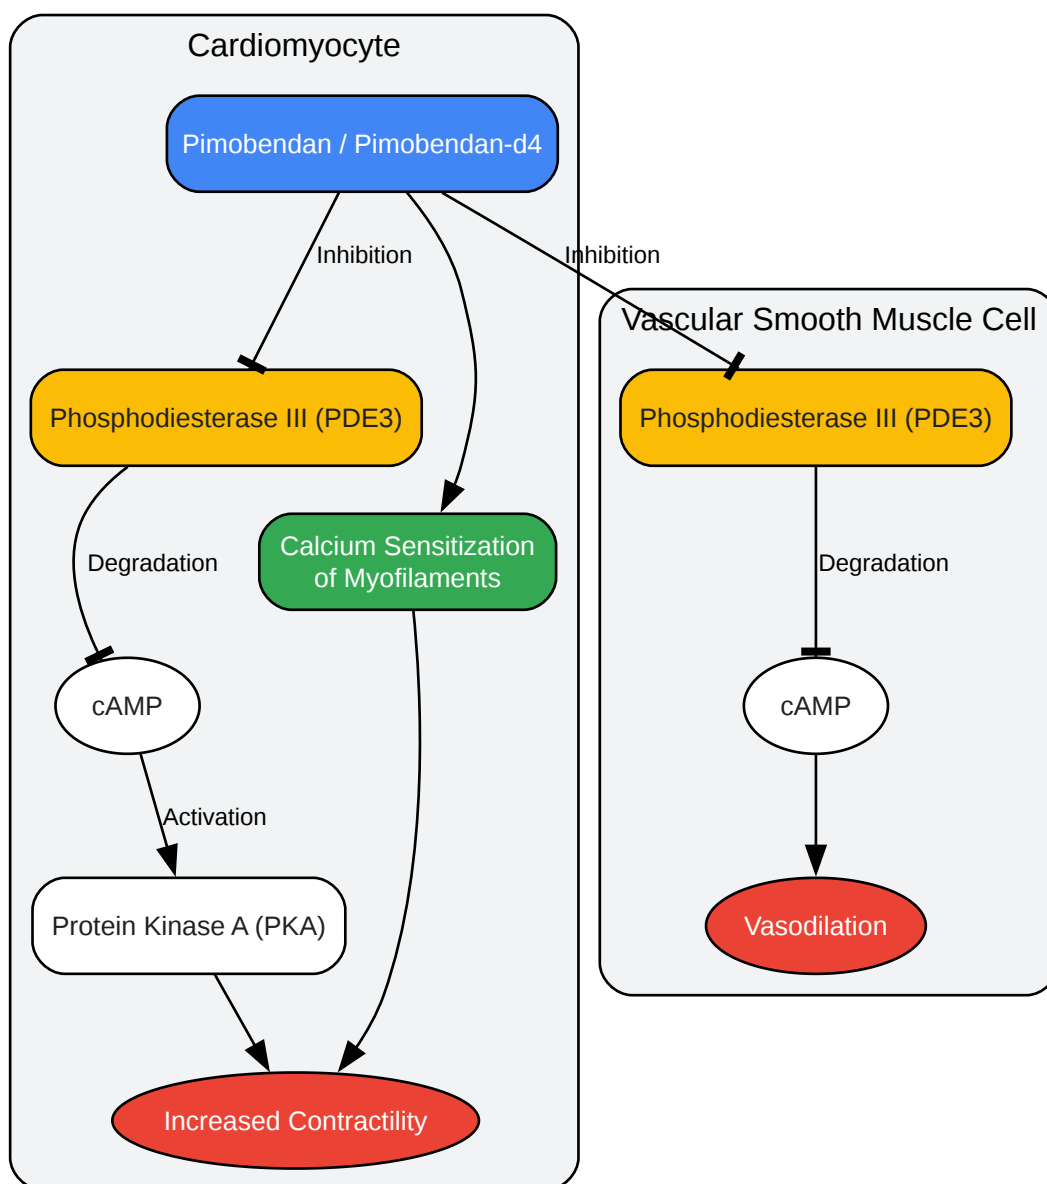 Cardiomyocyte
Pimobendan / Pimobendan-d4
Inhibition
Inhibition
Vascular Smooth Muscle Cell
Phosphodiesterase III (PDE3)
Phosphodiesterase III (PDE3)
Calcium Sensitization
of Myofilaments
Degradation
Degradation
cAMP
cAMP
Activation
Protein Kinase A (PKA)
Vasodilation
Increased Contractility